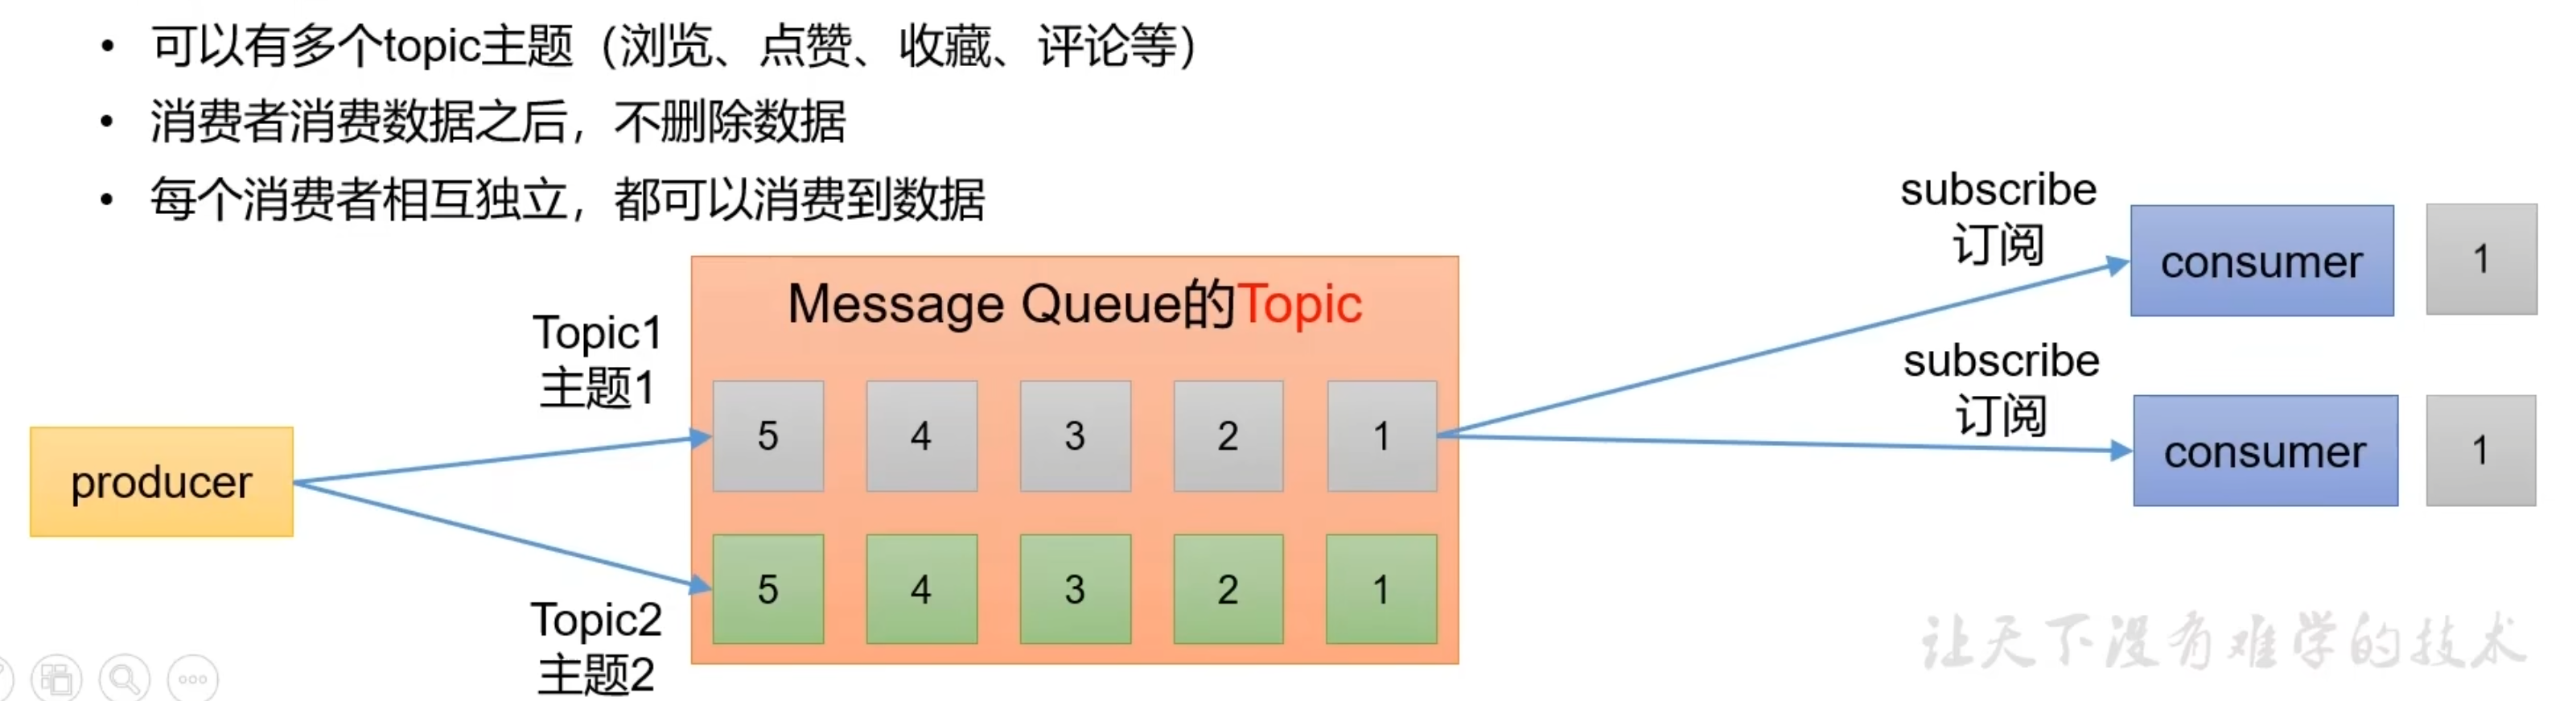 • 可以有多个topic主题（浏览、点赞、收藏、评论等）
• 消费者消费数据之后，不删除数据
• 每个消费者相互独立，都可以消费到数据
subscribe
订阅
consumer
1
Message Queue的Topic
Topic1
主题1
subscribe
订阅
5 4 3 2 1
consumer
1
producer
5 4 3 2 1
Topic2
主题2
让天下没有难学的技术